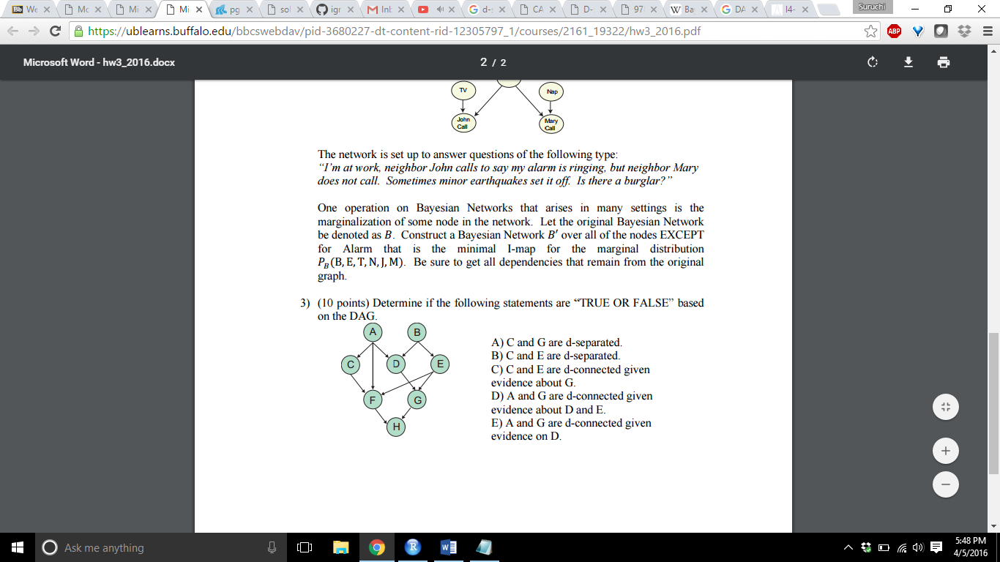 We
Mc
Mi
Mi
pg
sol
igr
Inl
d-
CA
D-
97
W Ba
DA
14-
Suruchi
https://ublearns.buffalo.edu/bbcswebdav/pid-3680227-dt-content-rid-12305797_1/courses/2161_19322/hw3_2016.pdf
ABP
Microsoft Word - hw3_2016.docx
2 / 2
TV
Nap
John
Call
Mary
Call
The network is set up to answer questions of the following type:
“I’m at work, neighbor John calls to say my alarm is ringing, but neighbor Mary
does not call. Sometimes minor earthquakes set it off. Is there a burglar?”
One operation on Bayesian Networks that arises in many settings is the
marginalization of some node in the network. Let the original Bayesian Network
be denoted as B. Construct a Bayesian Network B′ over all of the nodes EXCEPT
for Alarm that is the minimal I-map for the marginal distribution
P_B(B, E, T, N, J, M). Be sure to get all dependencies that remain from the original
graph.
3) (10 points) Determine if the following statements are “TRUE OR FALSE” based
on the DAG.
A B
C D E
F G
H
A) C and G are d-separated.
B) C and E are d-separated.
C) C and E are d-connected given
evidence about G.
D) A and G are d-connected given
evidence about D and E.
E) A and G are d-connected given
evidence on D.
Ask me anything
5:48 PM
4/5/2016